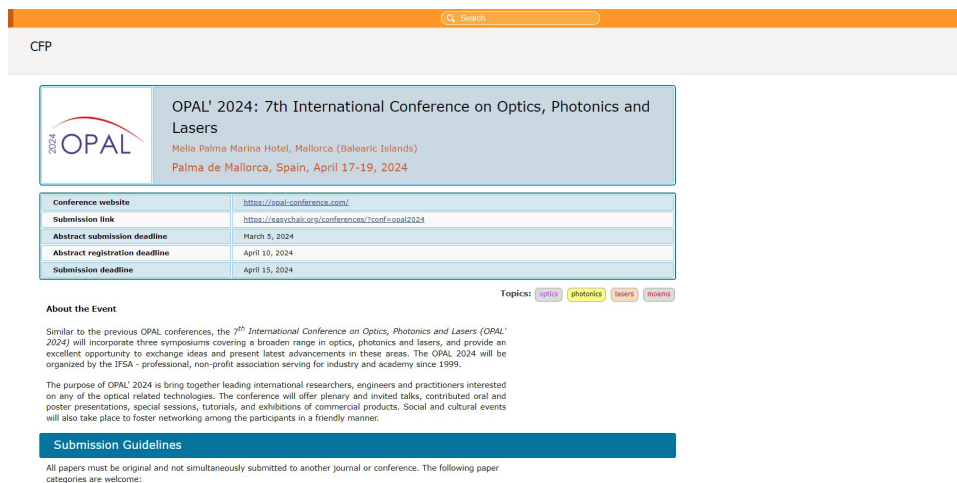 Search
CFP
2024 OPAL
OPAL' 2024: 7th International Conference on Optics, Photonics and
Lasers
Melia Palma Marina Hotel, Mallorca (Balearic Islands)
Palma de Mallorca, Spain, April 17-19, 2024
Conference website https://opal-conference.com/
Submission link https://easychair.org/conferences/?conf=opal2024
Abstract submission deadline March 5, 2024
Abstract registration deadline April 10, 2024
Submission deadline April 15, 2024
Topics: optics photonics lasers moems
About the Event
Similar to the previous OPAL conferences, the 7th International Conference on Optics, Photonics and Lasers (OPAL'
2024) will incorporate three symposiums covering a broaden range in optics, photonics and lasers, and provide an
excellent opportunity to exchange ideas and present latest advancements in these areas. The OPAL 2024 will be
organized by the IFSA - professional, non-profit association serving for industry and academy since 1999.
The purpose of OPAL' 2024 is bring together leading international researchers, engineers and practitioners interested
on any of the optical related technologies. The conference will offer plenary and invited talks, contributed oral and
poster presentations, special sessions, tutorials, and exhibitions of commercial products. Social and cultural events
will also take place to foster networking among the participants in a friendly manner.
Submission Guidelines
All papers must be original and not simultaneously submitted to another journal or conference. The following paper
categories are welcome: